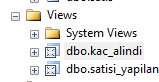 Views
System Views
dbo.kac_alindi
dbo.satisi_yapilan